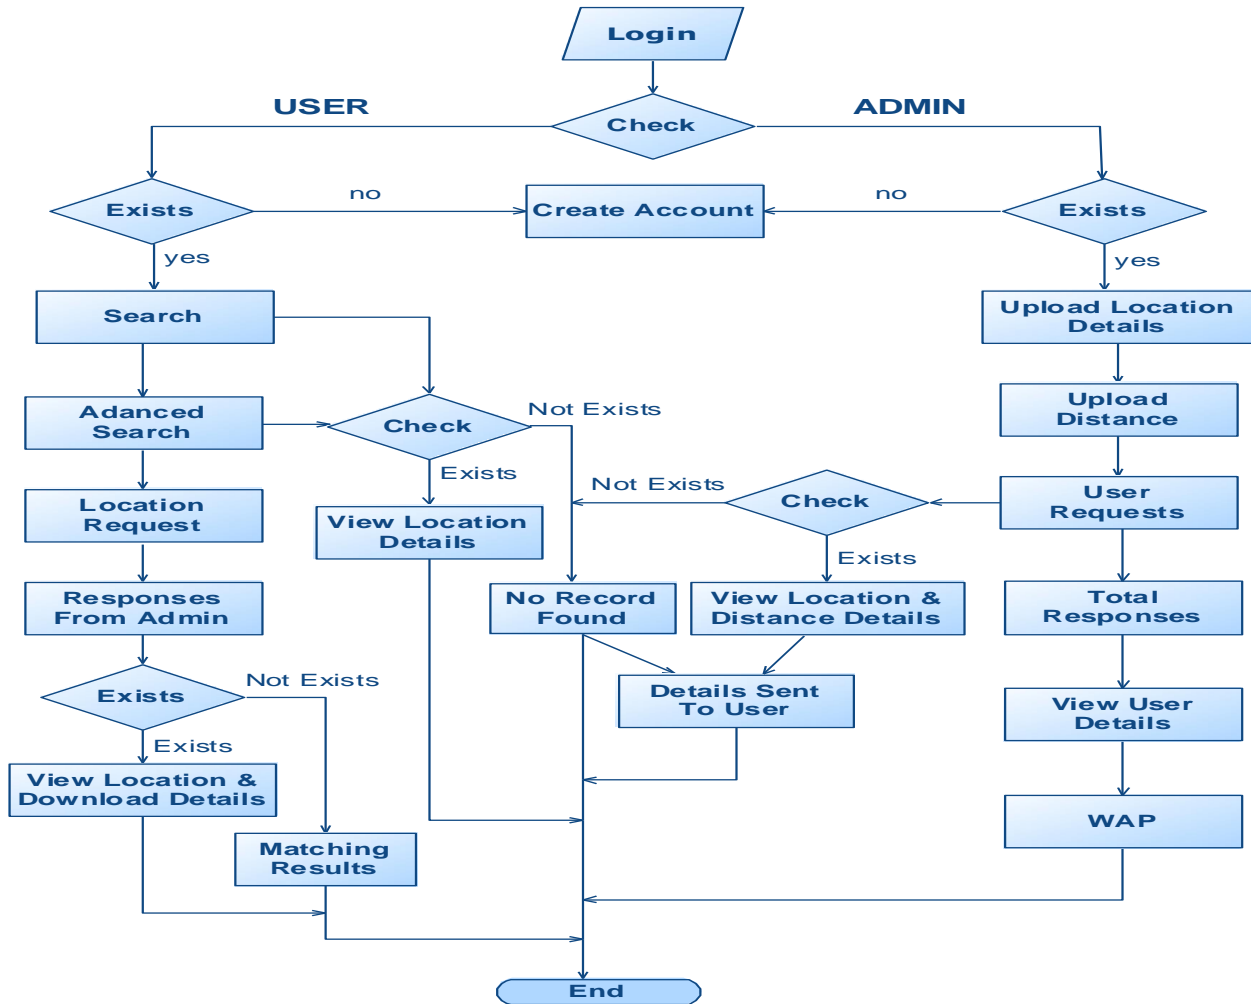 Login
USER
ADMIN
Check
Exists
no
Create Account
no
Exists
yes
yes
Search
Upload Location
Details
Adanced
Search
Check
Not Exists
Upload
Distance
Exists
Location
Request
View Location
Details
Not Exists
Check
User
Requests
Exists
Responses
From Admin
No Record
Found
View Location &
Distance Details
Total
Responses
Exists
Not Exists
Details Sent
To User
View User
Details
Exists
View Location &
Download Details
Matching
Results
WAP
End